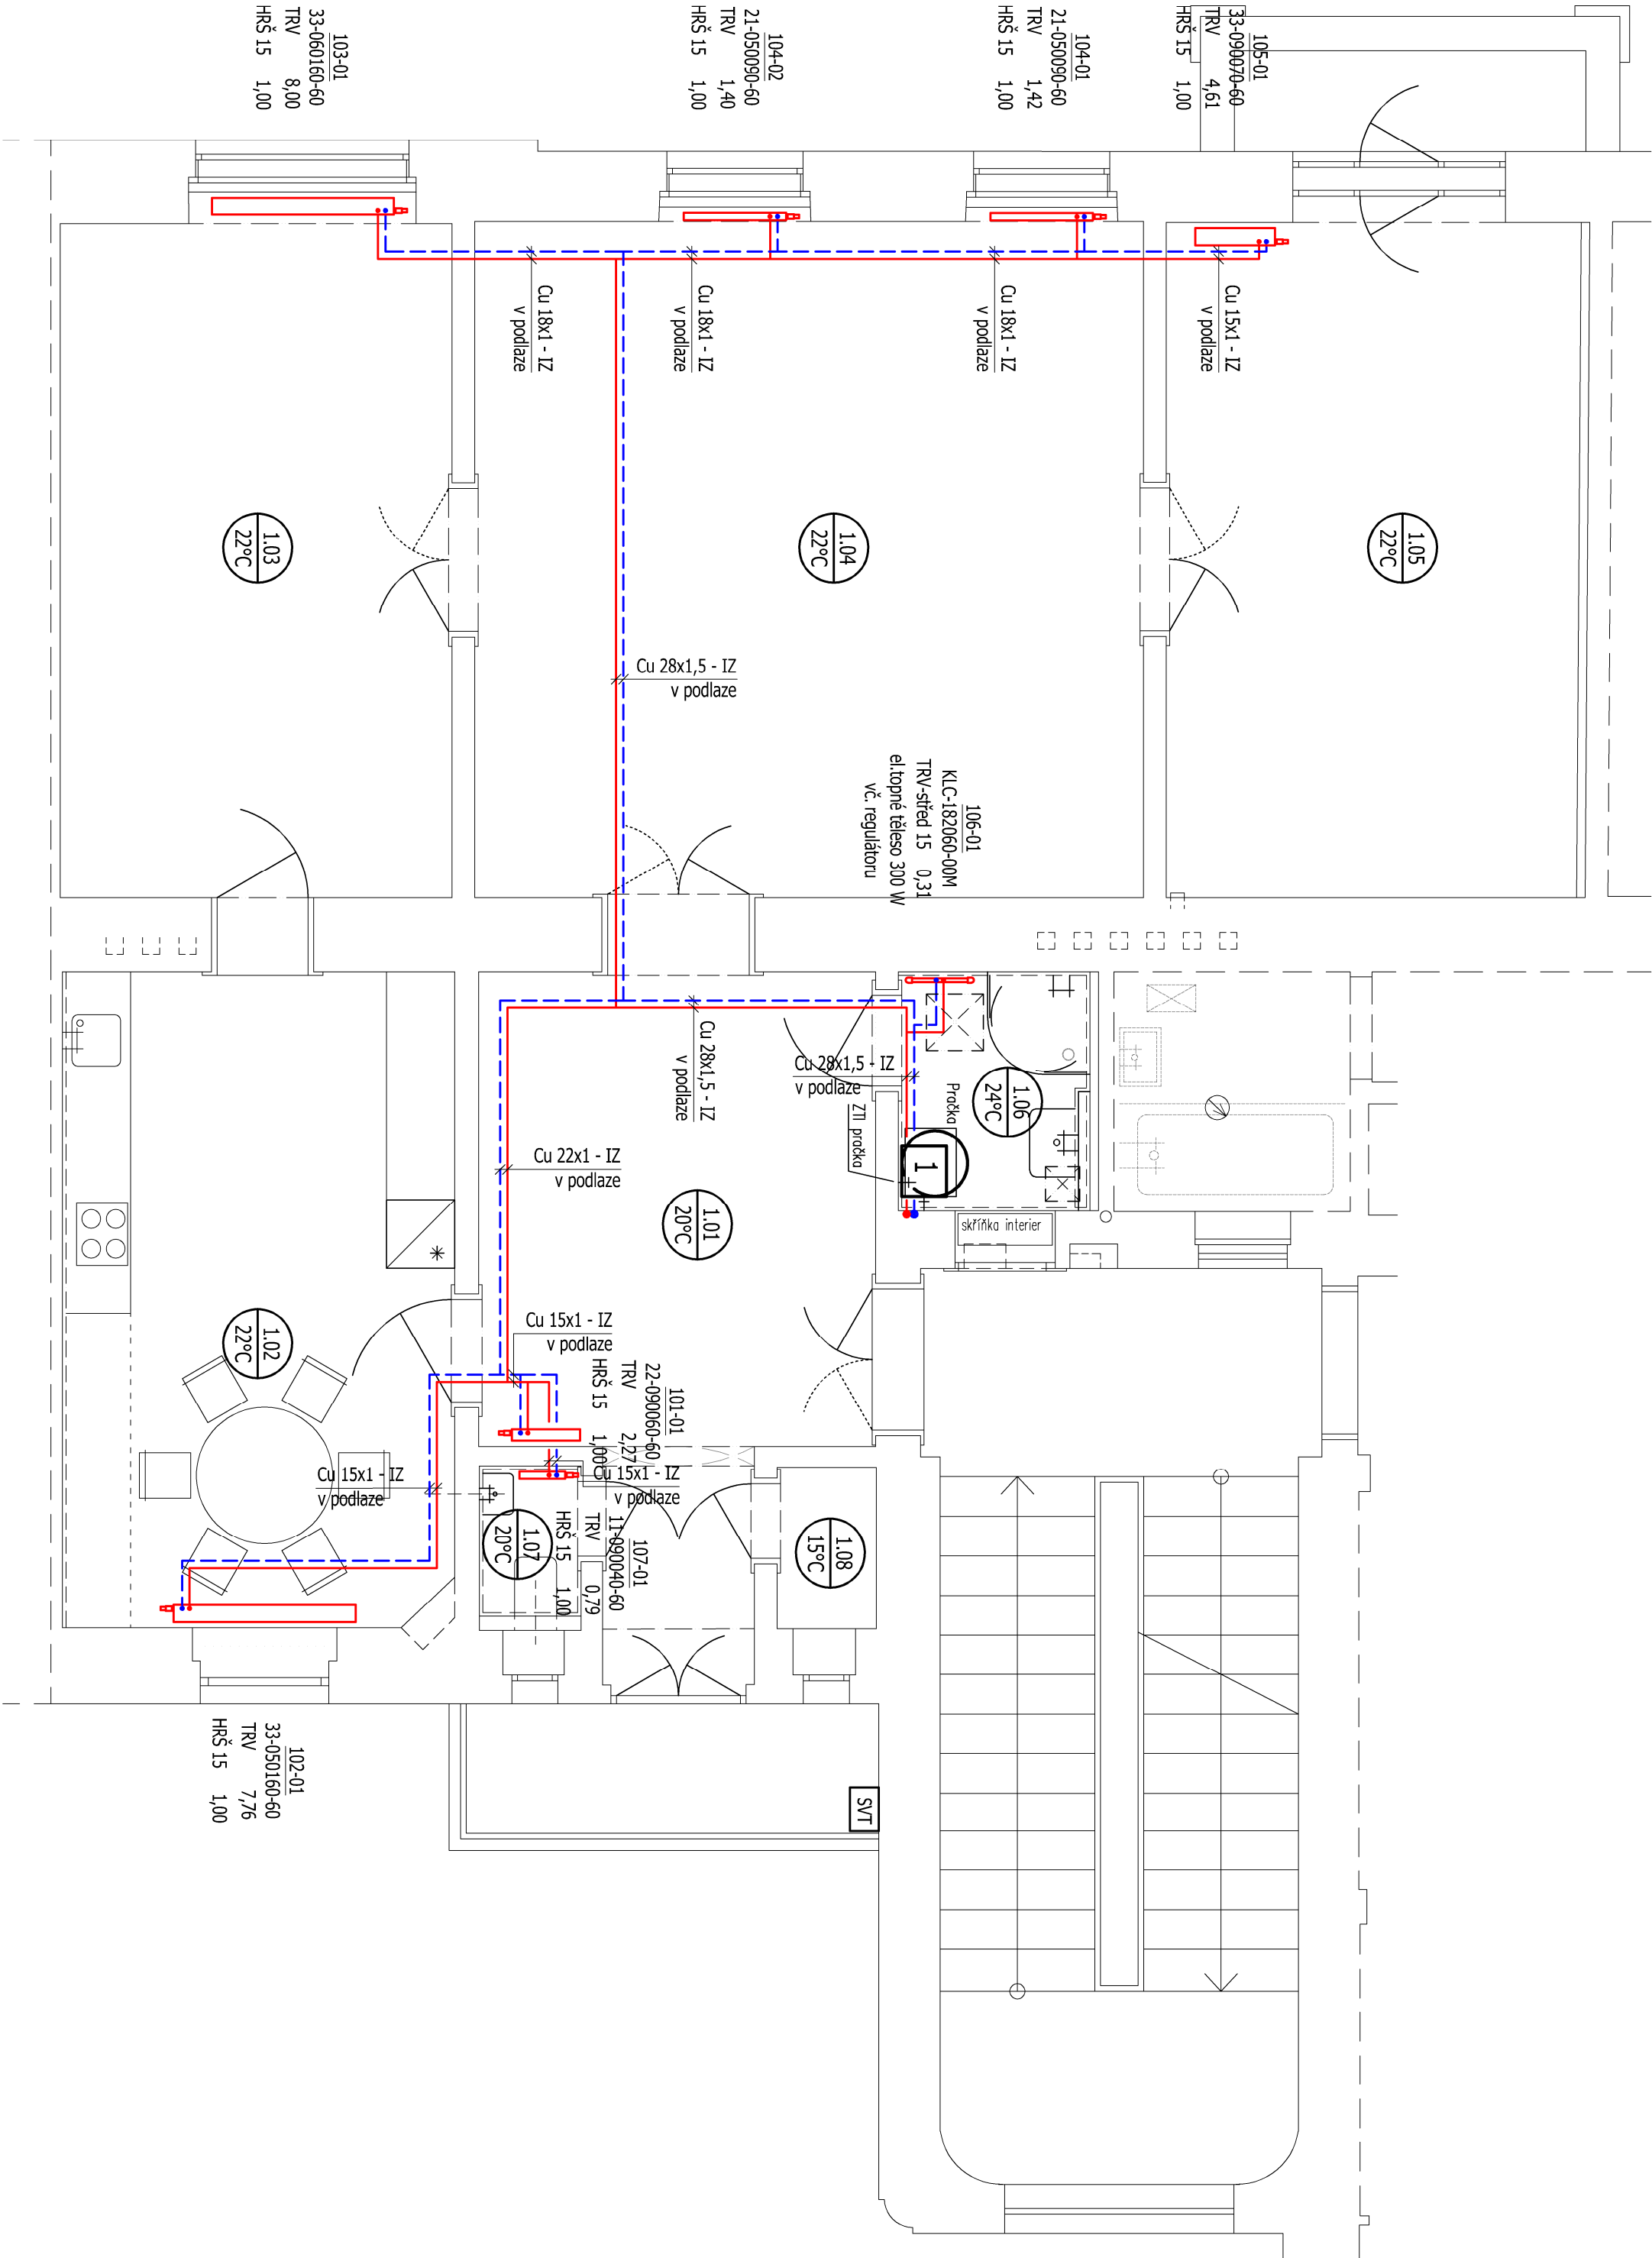 103-01
33-060160-60
TRV 8,00
HRŠ 15 1,00
104-02
21-050090-60
TRV 1,40
HRŠ 15 1,00
104-01
21-050090-60
TRV 1,42
HRŠ 15 1,00
105-01
33-090070-60
TRV 4,61
HRŠ 15 1,00
Cu 18x1 - IZ
v podlaze
Cu 18x1 - IZ
v podlaze
Cu 18x1 - IZ
v podlaze
Cu 15x1 - IZ
v podlaze
1.03
22°C
1.04
22°C
1.05
22°C
Cu 28x1,5 - IZ
v podlaze
106-01
KLC-182060-00M
TRV-střed 15 0,31
el.topné těleso 300 W
vč. regulátoru
Cu 28x1,5 - IZ
v podlaze
Cu 28x1,5 - IZ
v podlaze
Pračka
1.06
24°C
ZTI pračka
1
Cu 22x1 - IZ
v podlaze
1.01
20°C
skříňka interier
Cu 15x1 - IZ
v podlaze
1.02
22°C
101-01
22-090060-60
TRV 2,27
HRŠ 15 1,00
Cu 15x1 - IZ
v podlaze
Cu 15x1 - IZ
v podlaze
1.07
20°C
107-01
11-090040-60
TRV 0,79
HRŠ 15 1,00
1.08
15°C
102-01
33-050160-60
TRV 7,76
HRŠ 15 1,00
SVT